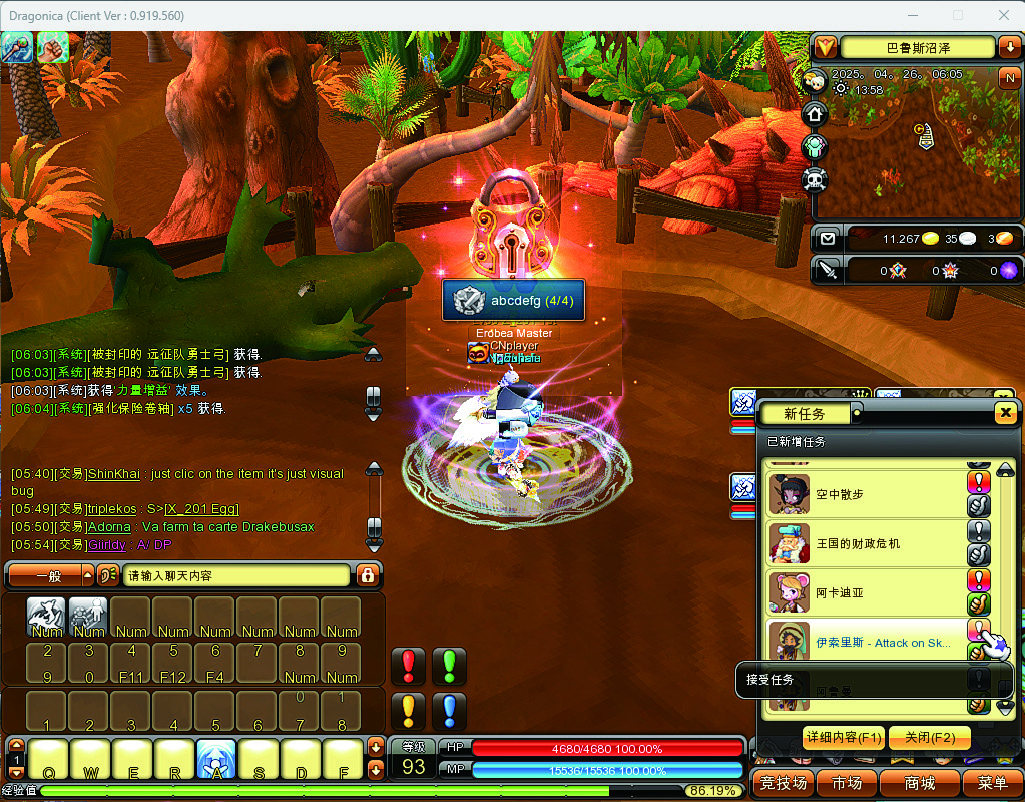 Dragonica (Client Ver : 0.919.560)
巴鲁斯沼泽
2025。 04。 26。 06:05
13:58
N
11.267 35 3
0 0 0
abcdefg (4/4)
Erobea Master
CNplayer
[06:03][系统][被封印的 远征队勇士弓] 获得.
[06:03][系统][被封印的 远征队勇士弓] 获得.
[06:03][系统]获得'力量增益' 效果。
[06:04][系统][强化保险卷轴] x5 获得.
[05:40][交易]ShinKhai : just clic on the item it's just visual
bug
[05:49][交易]triplekos : S>[X_201 Egg]
[05:50][交易]Adorna : Va farm ta carte Drakebusax
[05:54][交易]Giirldy : A/ DP
一般
请输入聊天内容
Num Num Num Num Num Num Num Num
2 3 4 5 6 7 8 9
9 0 F11 F12 F4 Num Num
0 1
1 2 3 4 5 6 7 8
1
Q W E R A S D F
等级
93
HP 4680/4680 100.00%
MP 15536/15536 100.00%
经验值 86.19%
新任务
已新增任务
空中散步
王国的财政危机
阿卡迪亚
伊索里斯 - Attack on Sk...
接受任务
阿鲁曼
详细内容(F1) 关闭(F2)
竞技场 市场 商城 菜单